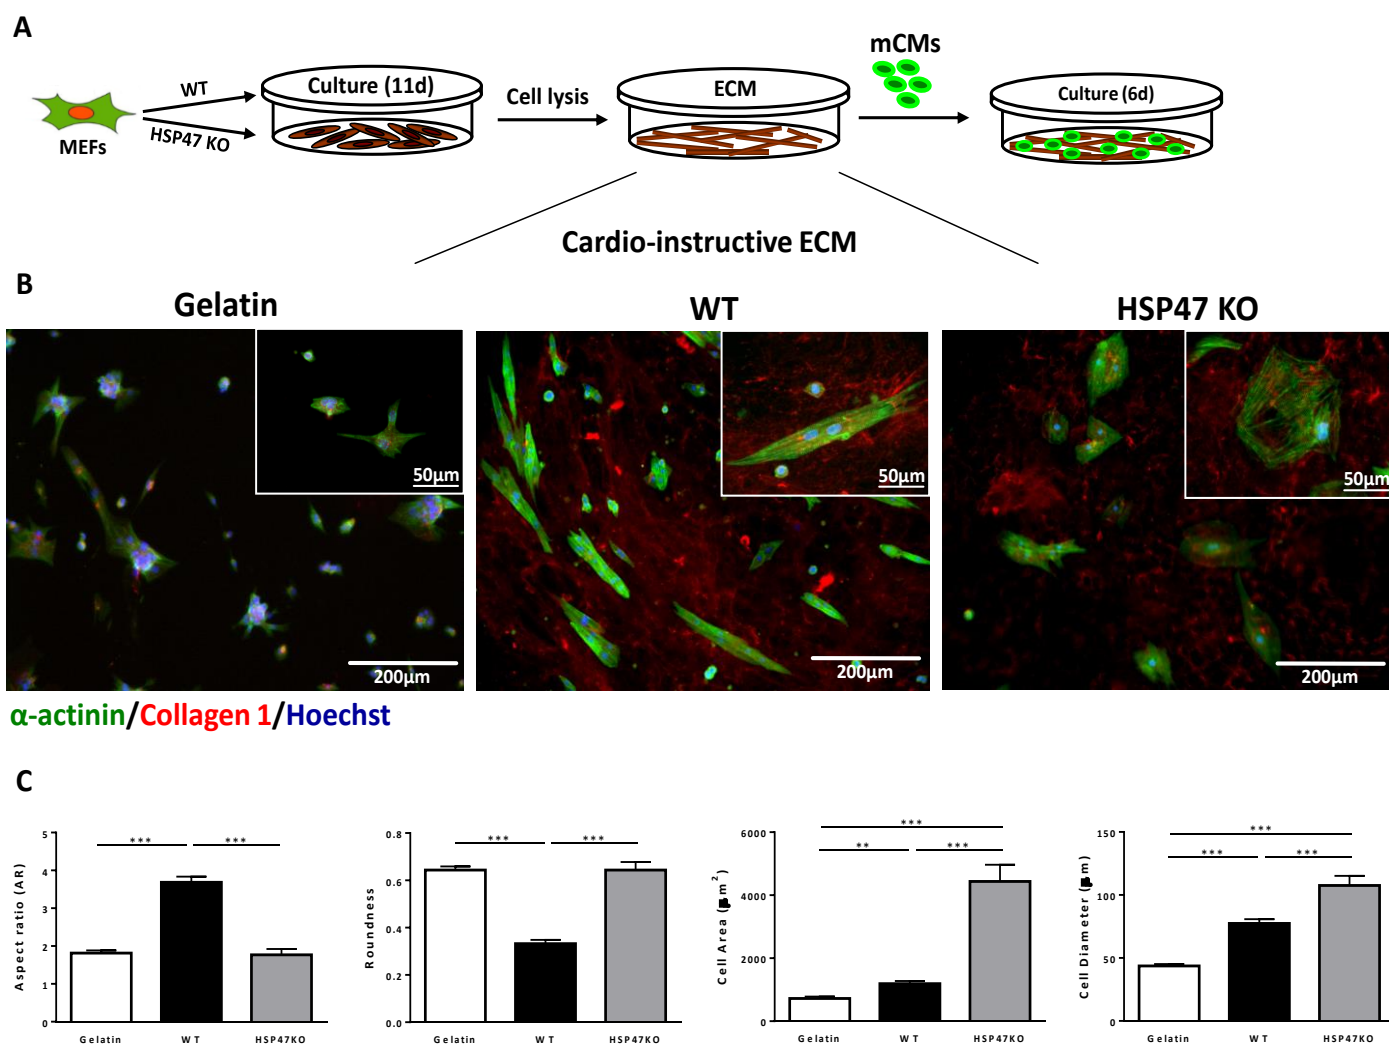 A
mCMs
WT
HSP47 KO
MEFs
Culture (11d)
Cell lysis
ECM
Culture (6d)
Cardio-instructive ECM
B
Gelatin
WT
HSP47 KO
50μm
50μm
50μm
200μm
200μm
200μm
α-actinin/Collagen 1/Hoechst
C
Aspect ratio (AR)
5
4
3
2
1
0
***
***
Gelatin
WT
HSP47KO
Roundness
0.8
0.6
0.4
0.2
0.0
***
***
Gelatin
WT
HSP47KO
Cell Area ( m²)
6000
4000
2000
0
***
**
***
Gelatin
WT
HSP47KO
Cell Diameter ( m)
150
100
50
0
***
***
***
Gelatin
WT
HSP47KO